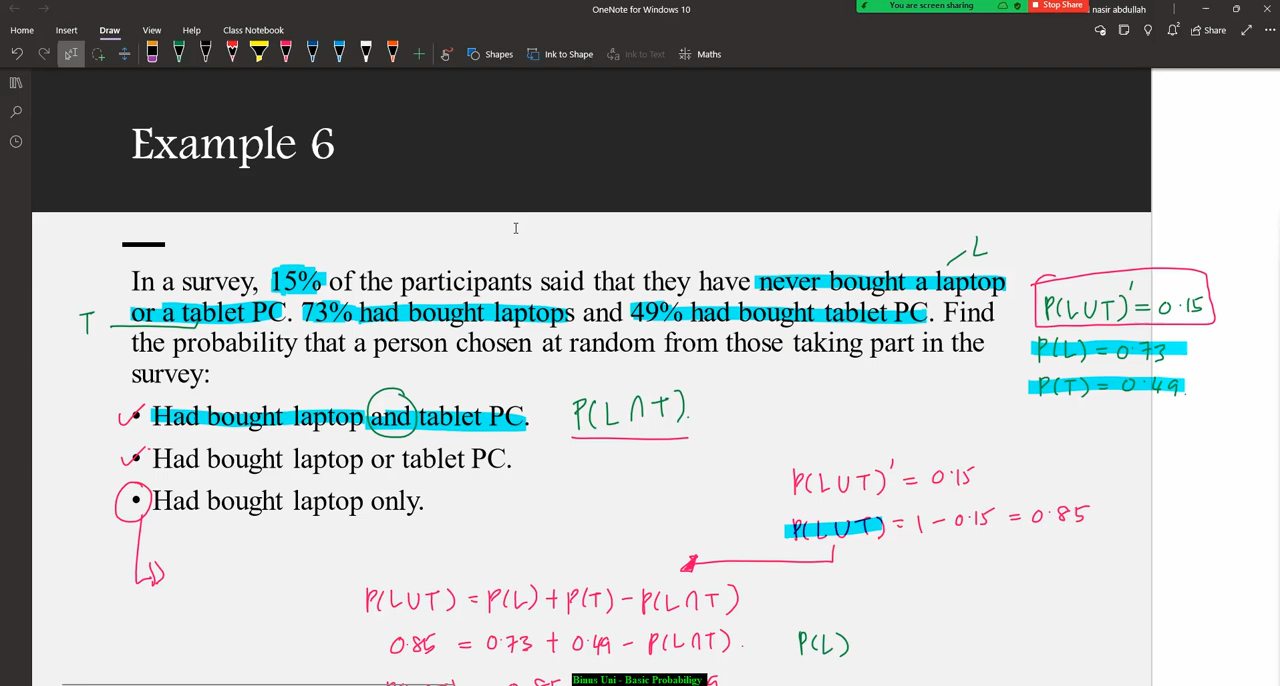 OneNote for Windows 10
You are screen sharing
Stop Share
nasir abdullah
Home Insert Draw View Help Class Notebook
Share
Shapes Ink to Shape Ink to Text Maths
Example 6
L
In a survey, 15% of the participants said that they have never bought a laptop
or a tablet PC. 73% had bought laptops and 49% had bought tablet PC. Find
the probability that a person chosen at random from those taking part in the
survey:
T
P(LUT)' = 0.15
P(L) = 0.73
P(T) = 0.49.
• Had bought laptop and tablet PC. P(L∩T).
• Had bought laptop or tablet PC.
• Had bought laptop only.
P(LUT)' = 0.15
P(LUT) = 1 - 0.15 = 0.85
P(LUT) = P(L) + P(T) - P(L∩T)
0.85 = 0.73 + 0.49 - P(L∩T). P(L)
Binus Uni - Basic Probabiligy